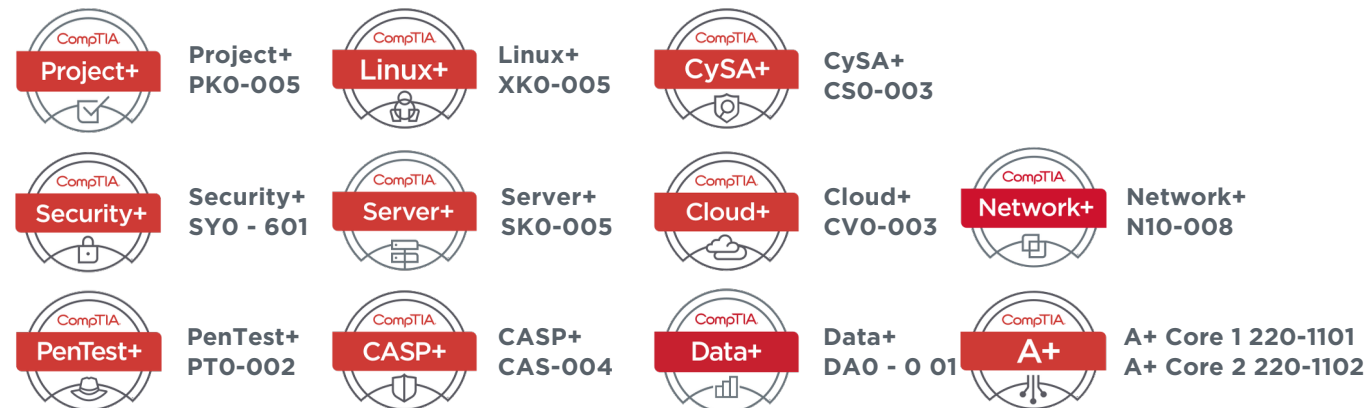 CompTIA
Project+
Project+
PK0-005
CompTIA
Linux+
Linux+
XK0-005
CompTIA
CySA+
CySA+
CS0-003
CompTIA
Security+
Security+
SY0 - 601
CompTIA
Server+
Server+
SK0-005
CompTIA
Cloud+
Cloud+
CV0-003
CompTIA
Network+
Network+
N10-008
CompTIA
PenTest+
PenTest+
PT0-002
CompTIA
CASP+
CASP+
CAS-004
CompTIA
Data+
Data+
DA0 - 0 01
CompTIA
A+
A+ Core 1 220-1101
A+ Core 2 220-1102